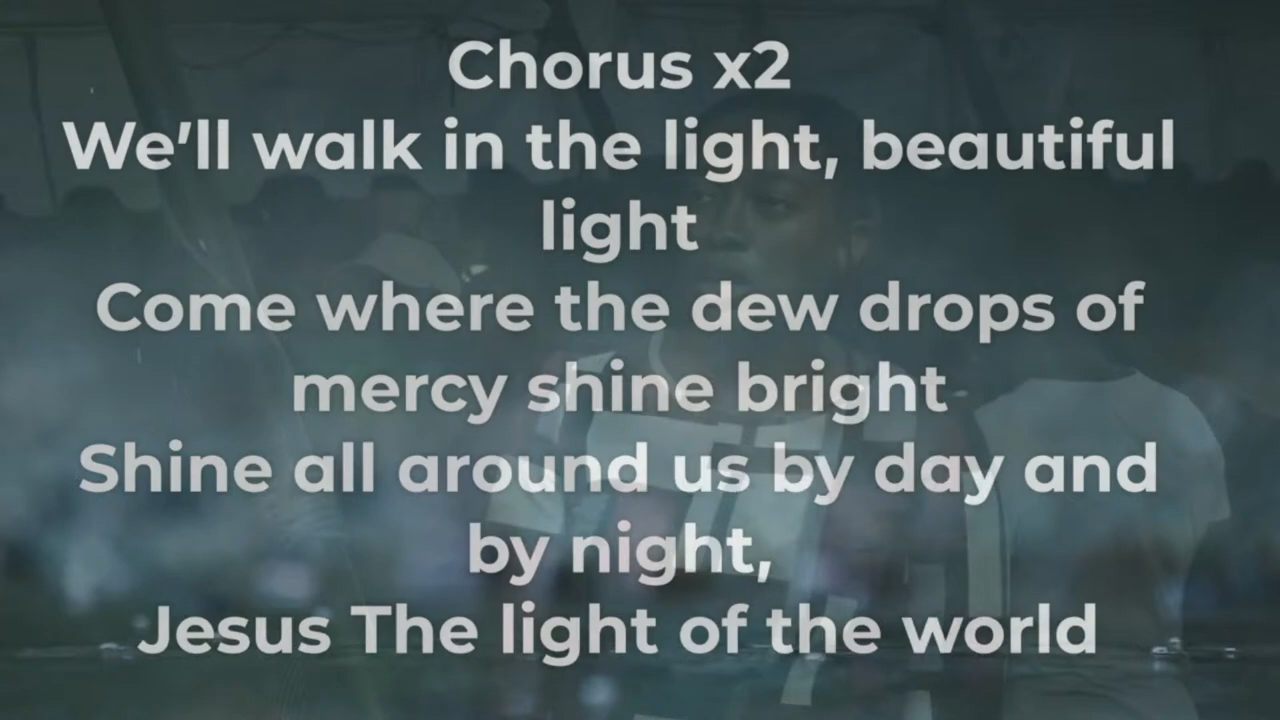 Chorus x2
We’ll walk in the light, beautiful
light
Come where the dew drops of
mercy shine bright
Shine all around us by day and
by night,
Jesus The light of the world